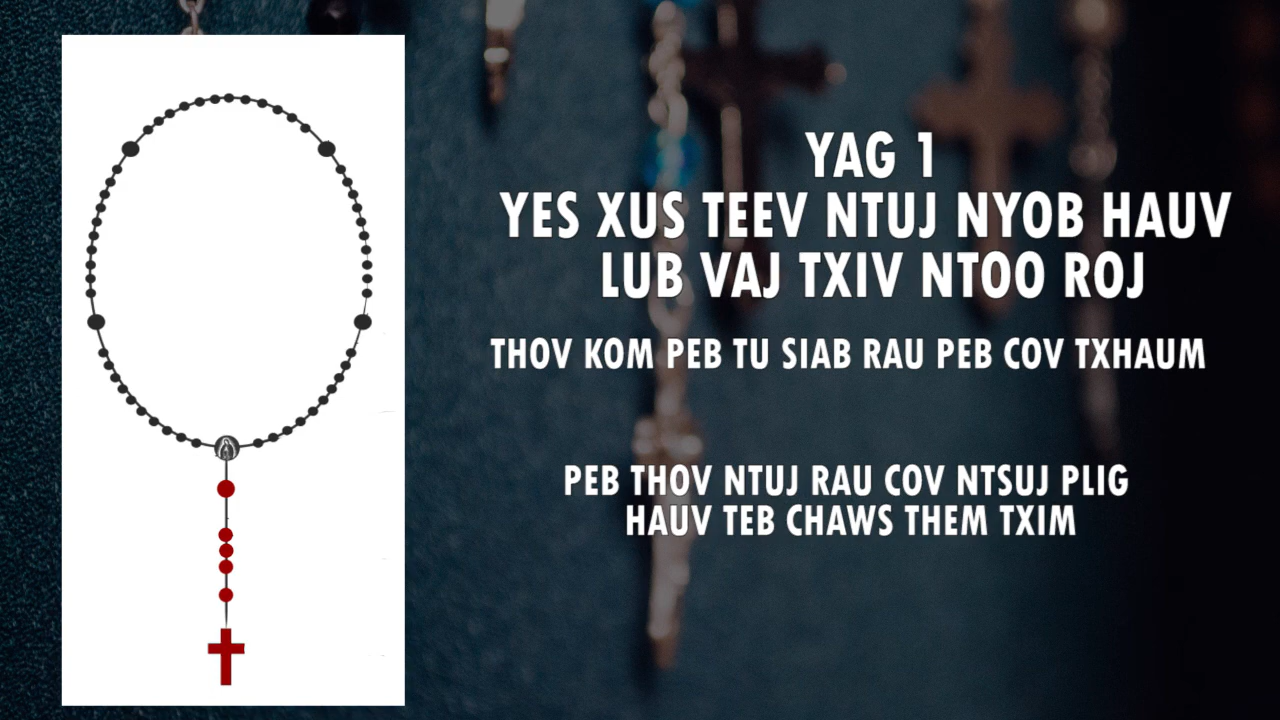 YAG 1
YES XUS TEEV NTUJ NYOB HAUV
LUB VAJ TXIV NTOO ROJ
THOV KOM PEB TU SIAB RAU PEB COV TXHAUM
PEB THOV NTUJ RAU COV NTSUJ PLIG
HAUV TEB CHAWS THEM TXIM